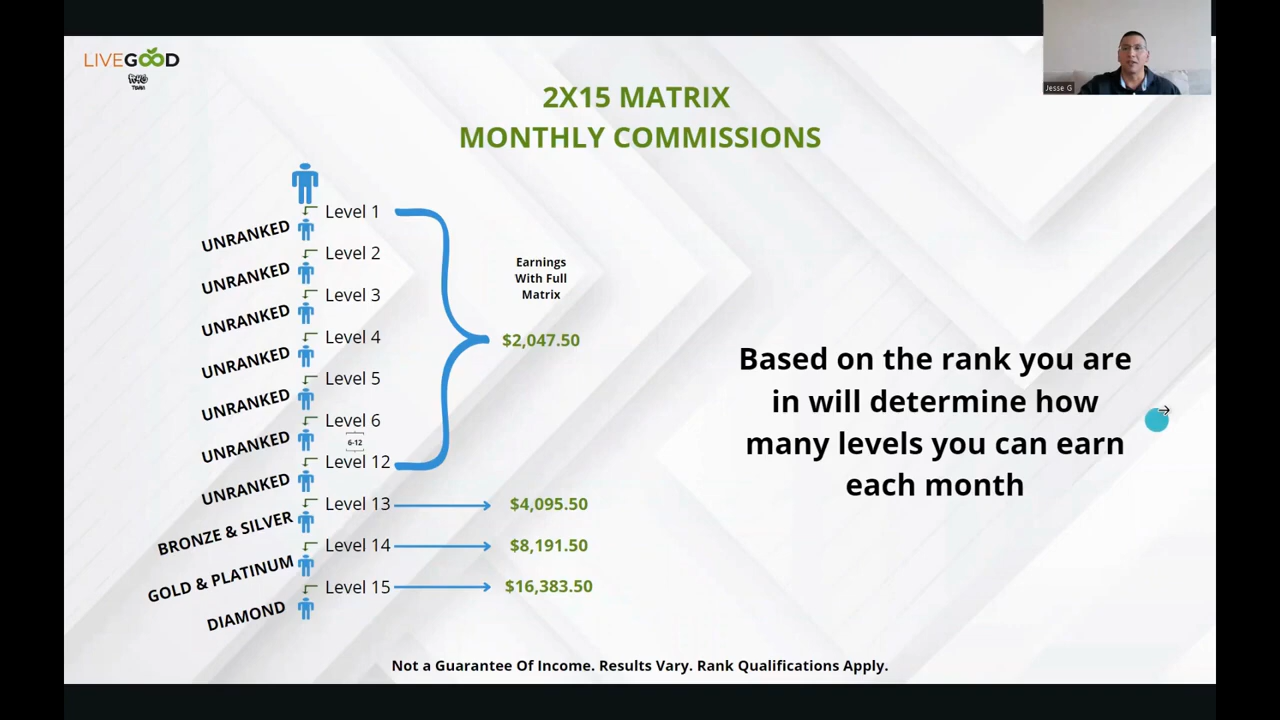 LIVEGOOD
TEAM
Jesse G
2X15 MATRIX
MONTHLY COMMISSIONS
Level 1
UNRANKED
Level 2
UNRANKED
Level 3
UNRANKED
Level 4
UNRANKED
Level 5
UNRANKED
Level 6
UNRANKED
6-12
Level 12
UNRANKED
Level 13
BRONZE & SILVER
Level 14
GOLD & PLATINUM
Level 15
DIAMOND
Earnings
With Full
Matrix
$2,047.50
$4,095.50
$8,191.50
$16,383.50
Based on the rank you are
in will determine how
many levels you can earn
each month
Not a Guarantee Of Income. Results Vary. Rank Qualifications Apply.